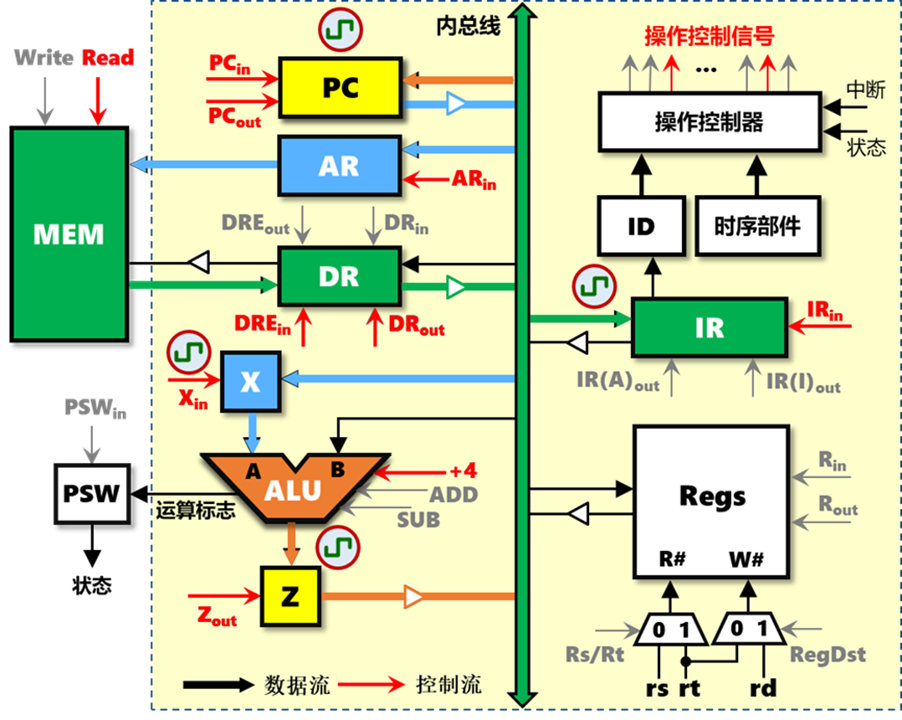 内总线
操作控制信号
...
Write Read
PCin
PC
PCout
中断
操作控制器
状态
AR
ARin
MEM
DREout
DRin
ID
时序部件
DR
DREin
DRout
IR
IRin
IR(A)out
IR(I)out
X
Xin
PSWin
A
B
ALU
+4
ADD
SUB
PSW
运算标志
状态
Regs
Rin
Rout
R#
W#
Z
Zout
0 1
0 1
Rs/Rt
RegDst
rs
rt
rd
数据流
控制流